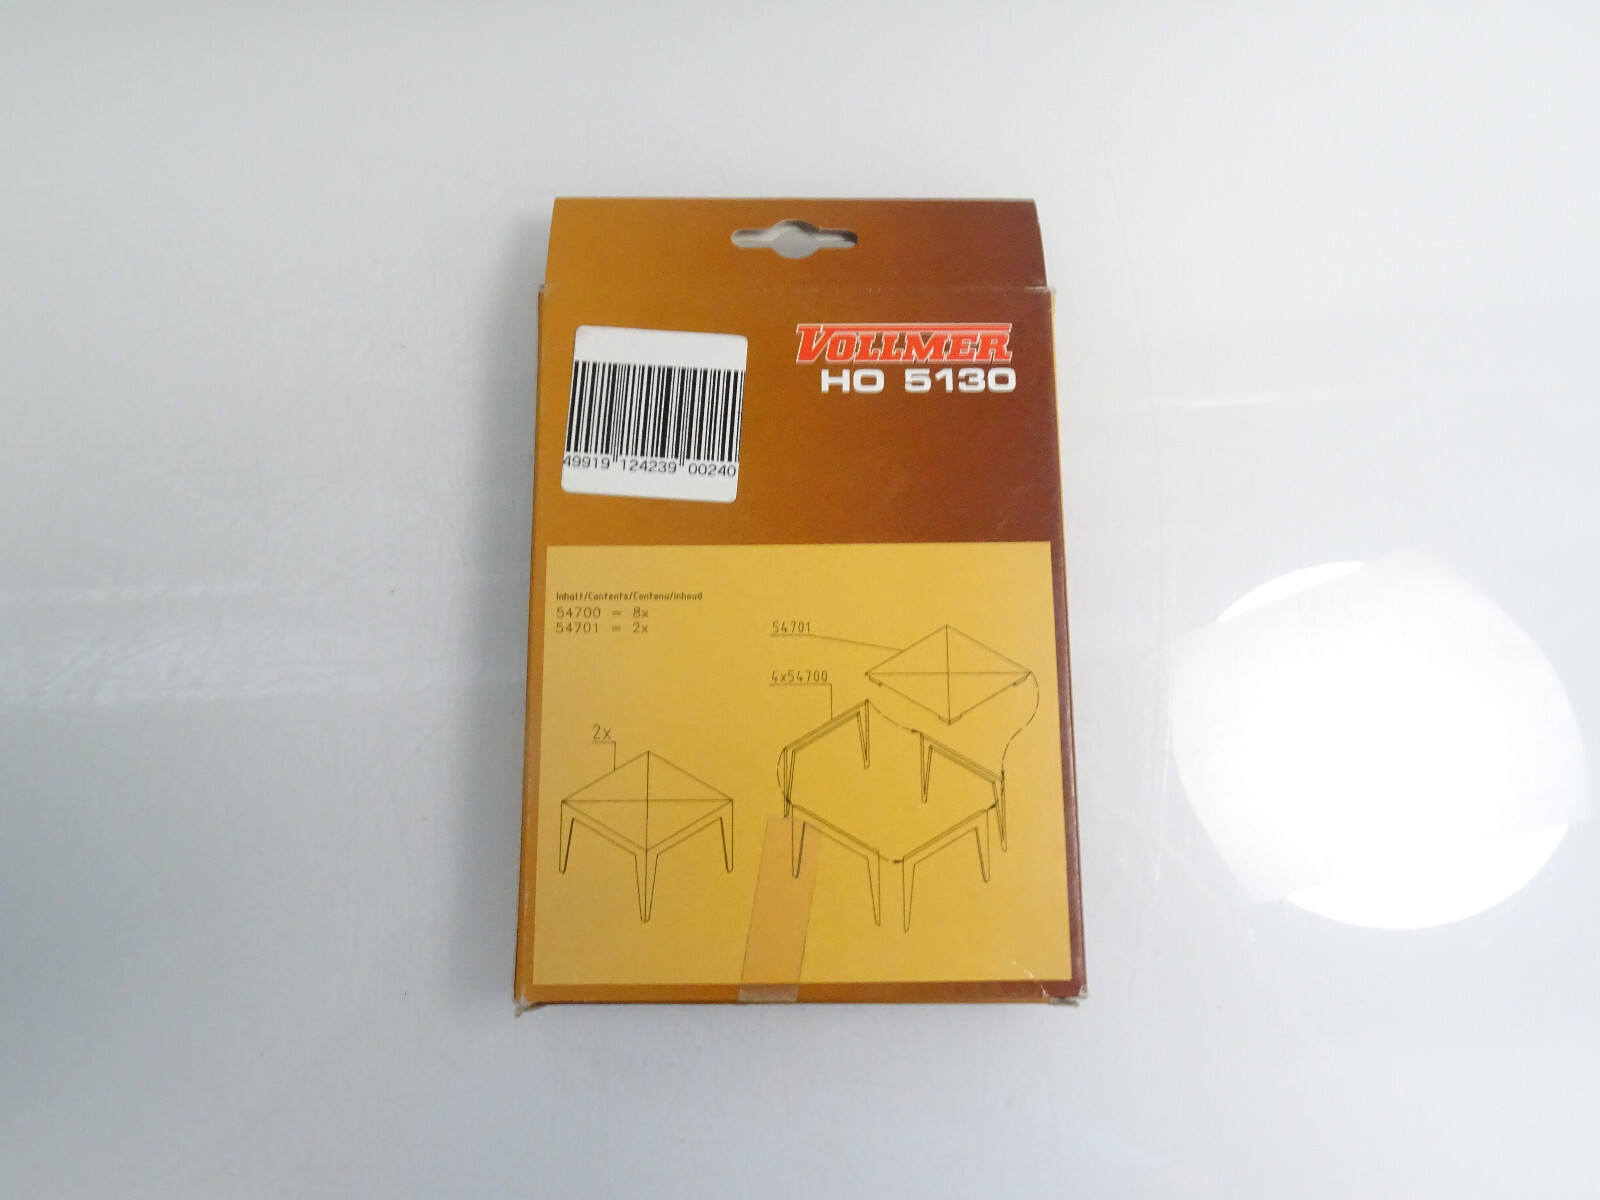 VOLLMER
HO 5130
49919 124239 00240
Inhalt/Contents/Contenu/Inhoud
54700 = 8x
54701 = 2x
54701
4x54700
2x